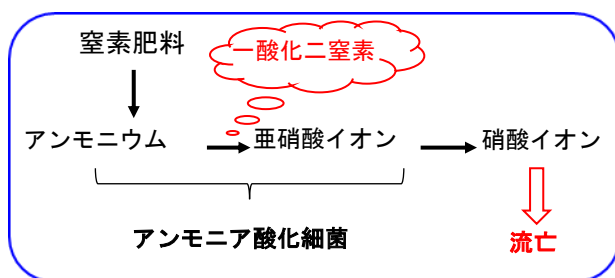 窒素肥料
一酸化二窒素
アンモニウム
亜硝酸イオン
硝酸イオン
アンモニア酸化細菌
流亡